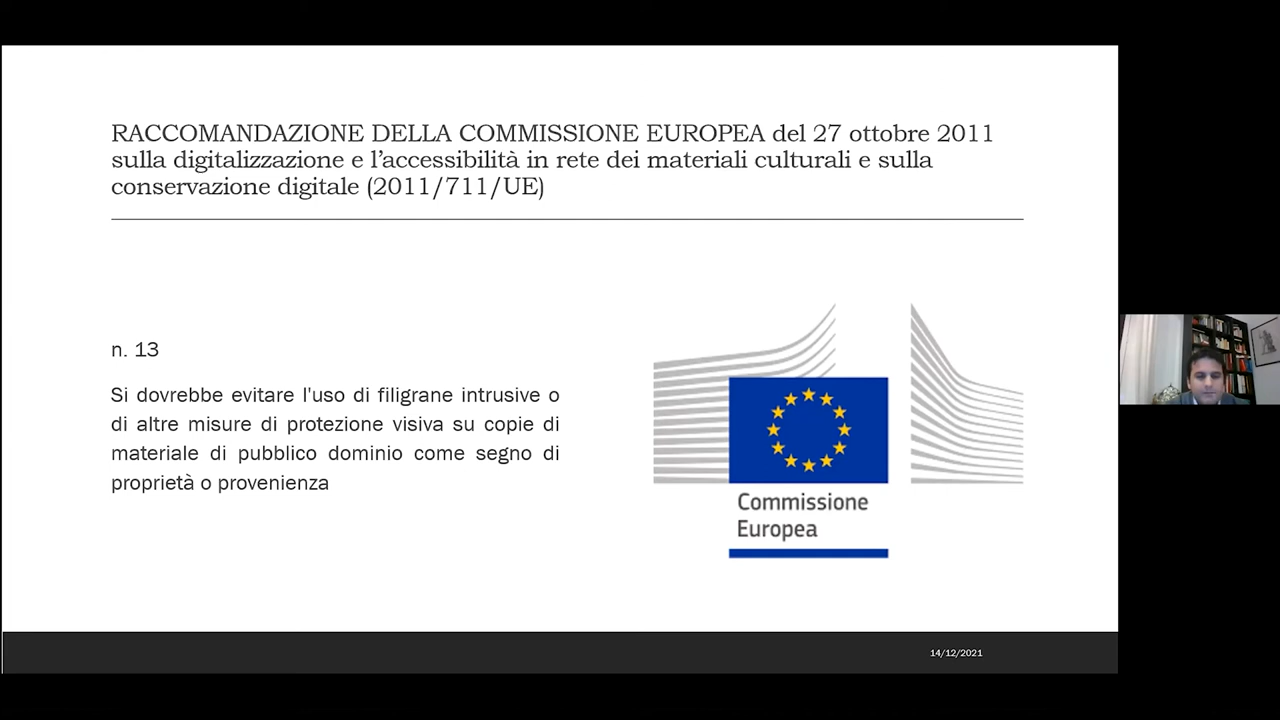 RACCOMANDAZIONE DELLA COMMISSIONE EUROPEA del 27 ottobre 2011
sulla digitalizzazione e l’accessibilità in rete dei materiali culturali e sulla
conservazione digitale (2011/711/UE)
n. 13
Si dovrebbe evitare l'uso di filigrane intrusive o
di altre misure di protezione visiva su copie di
materiale di pubblico dominio come segno di
proprietà o provenienza
Commissione
Europea
14/12/2021